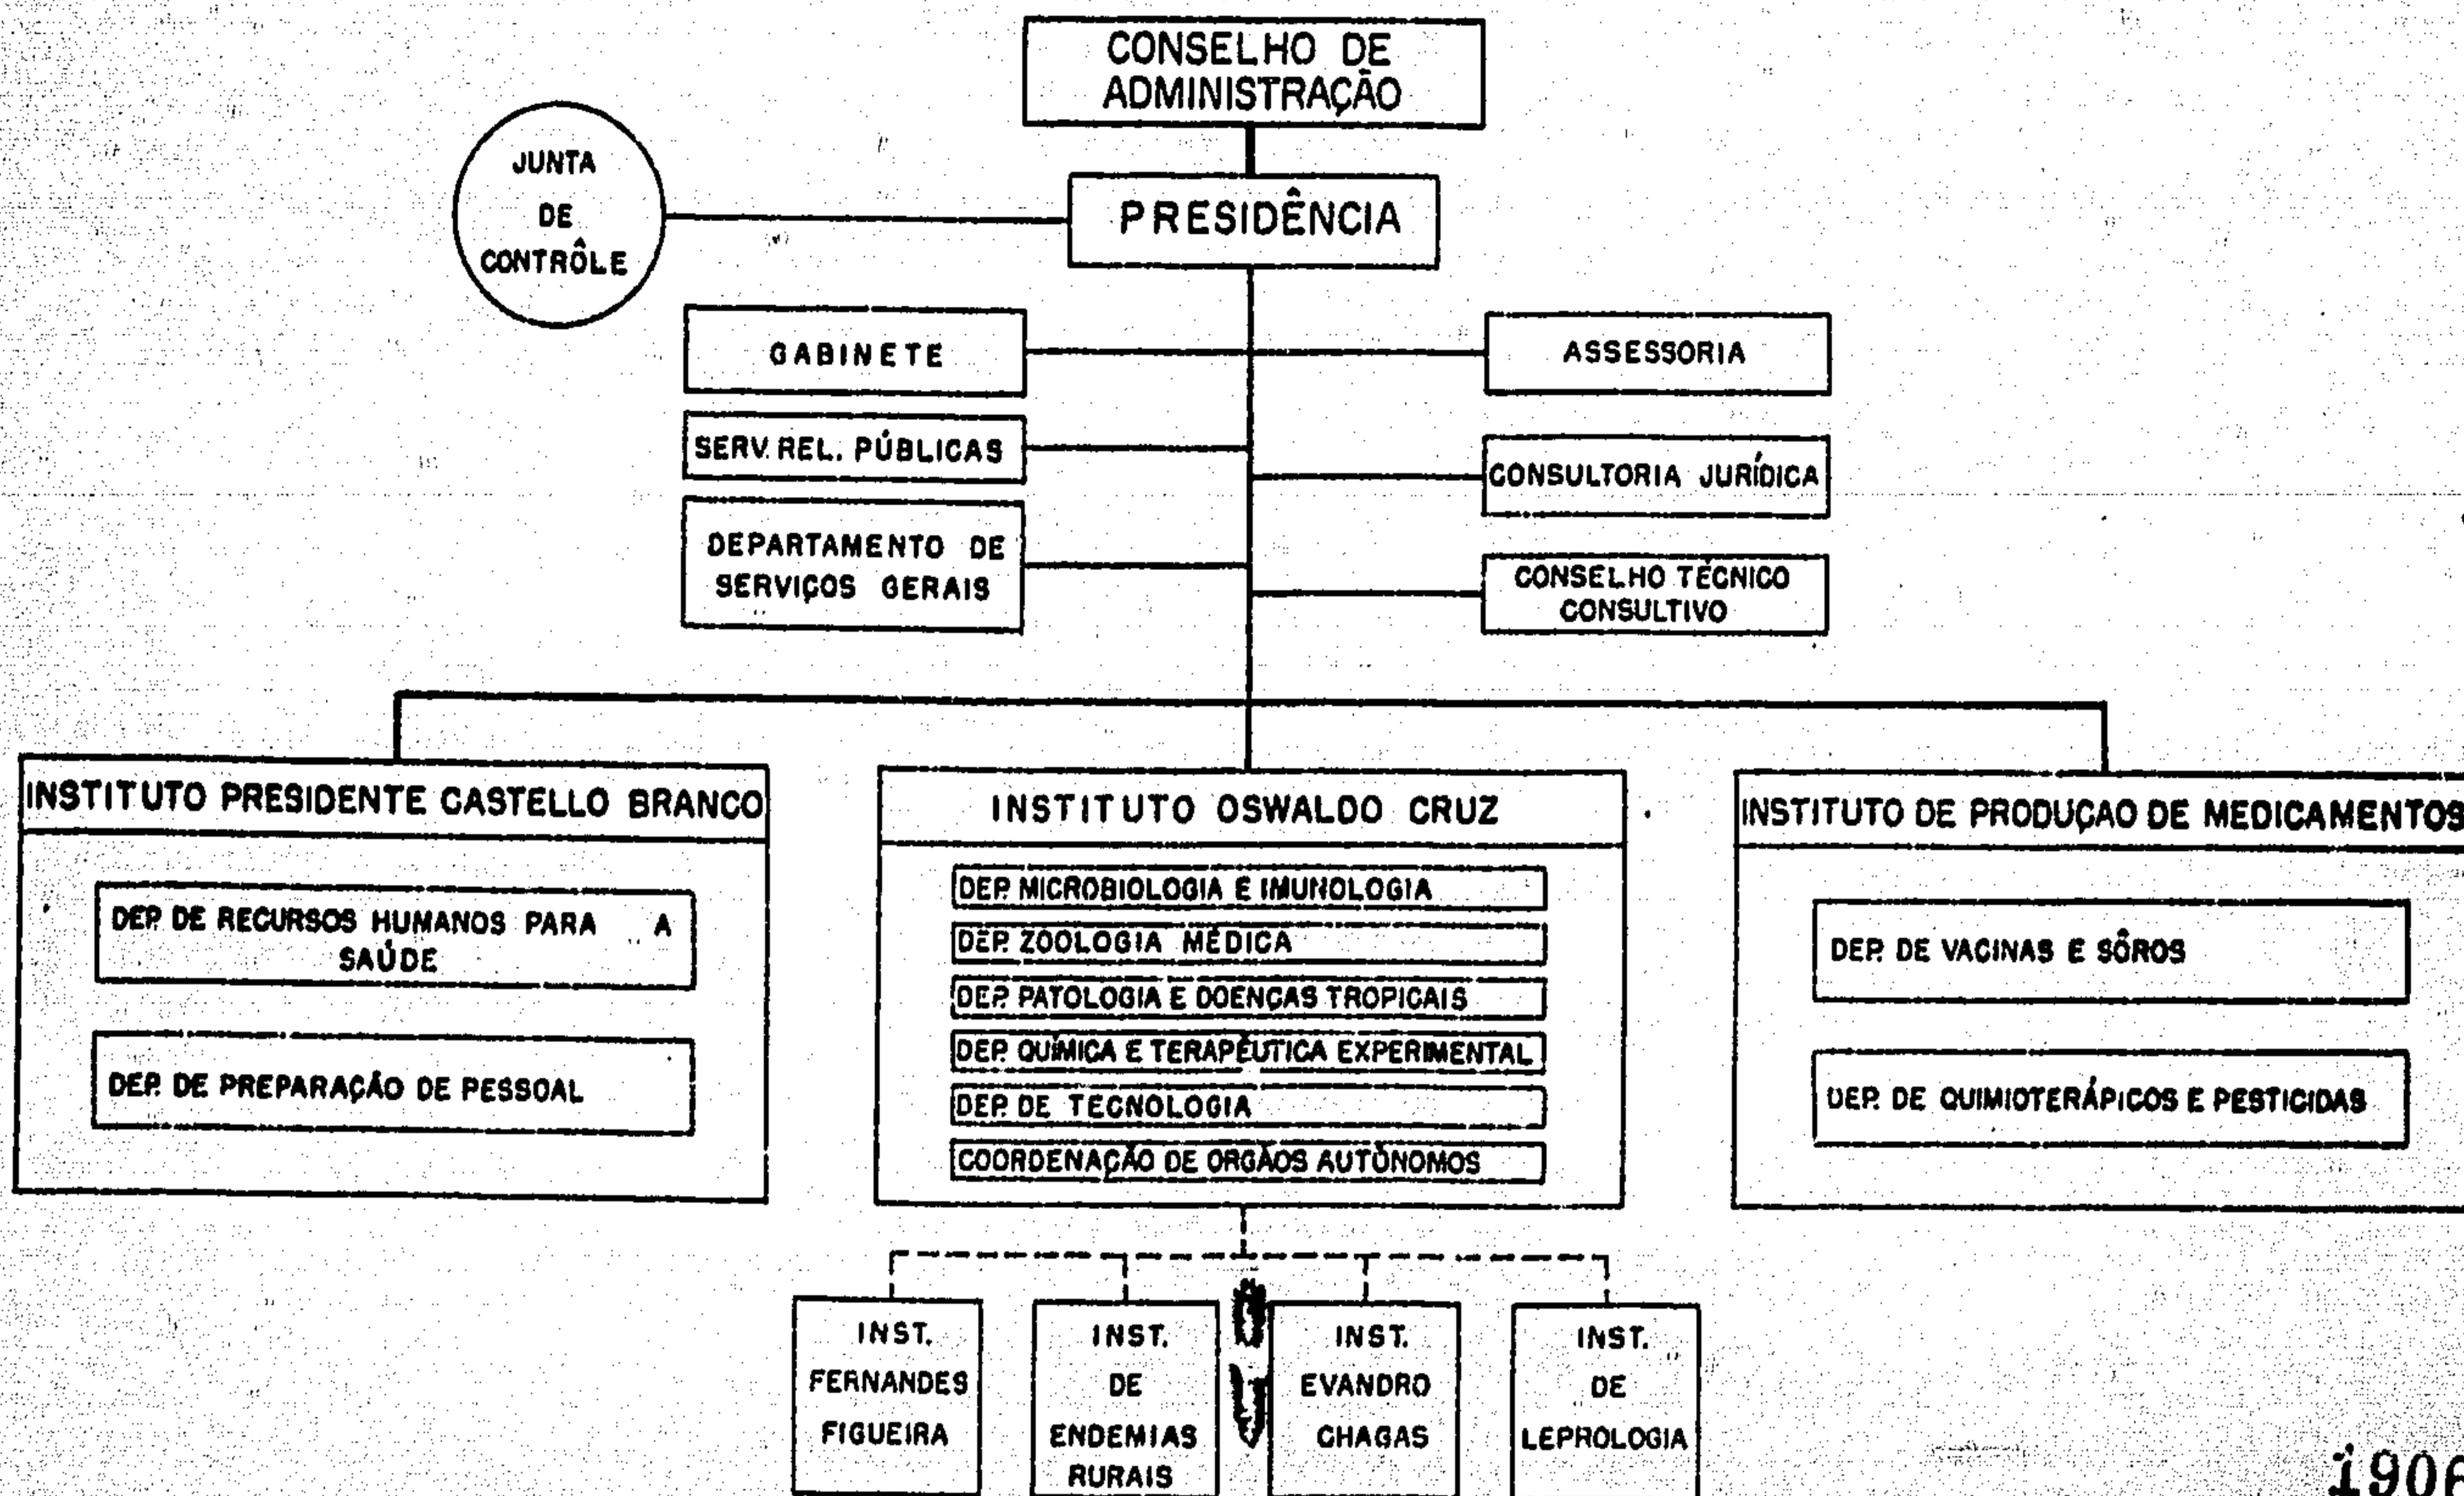 CONSELHO DE
ADMINISTRAÇÃO
JUNTA
DE
CONTRÔLE
PRESIDÊNCIA
GABINETE
ASSESSORIA
SERV. REL. PÚBLICAS
CONSULTORIA JURÍDICA
DEPARTAMENTO DE
SERVIÇOS GERAIS
CONSELHO TÉCNICO
CONSULTIVO
INSTITUTO PRESIDENTE CASTELLO BRANCO
DEP. DE RECURSOS HUMANOS PARA A
SAÚDE
DEP. DE PREPARAÇÃO DE PESSOAL
INSTITUTO OSWALDO CRUZ
DEP. MICROBIOLOGIA E IMUNOLOGIA
DEP. ZOOLOGIA MÉDICA
DEP. PATOLOGIA E DOENÇAS TROPICAIS
DEP. QUÍMICA E TERAPÊUTICA EXPERIMENTAL
DEP. DE TECNOLOGIA
COORDENAÇÃO DE ORGÃOS AUTÔNOMOS
INSTITUTO DE PRODUÇAO DE MEDICAMENTOS
DEP. DE VACINAS E SÔROS
DEP. DE QUIMIOTERÁPICOS E PESTICIDAS
INST.
FERNANDES
FIGUEIRA
INST.
DE
ENDEMIAS
RURAIS
INST.
EVANDRO
CHAGAS
INST.
DE
LEPROLOGIA
1906